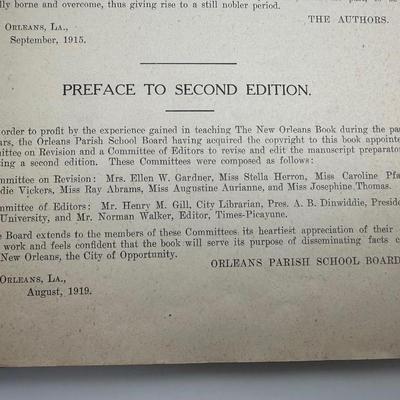 lly borne and overcome, thus giving rise to a still nobler period.
THE AUTHORS.
ORLEANS, LA.,
September, 1915.
PREFACE TO SECOND EDITION.
order to profit by the experience gained in teaching The New Orleans Book during the pa
ars, the Orleans Parish School Board having acquired the copyright to this book appointe
mittee on Revision and a Committee of Editors to revise and edit the manuscript preparator
ing a second edition. These Committees were composed as follows:
mmittee on Revision: Mrs. Ellen W. Gardner, Miss Stella Herron, Miss Caroline Pfa
die Vickers, Miss Ray Abrams, Miss Augustine Aurianne, and Miss Josephine Thomas.
mmittee of Editors: Mr. Henry M. Gill, City Librarian, Pres. A. B. Dinwiddie, Preside
University, and Mr. Norman Walker, Editor, Times-Picayune.
e Board extends to the members of these Committees its heartiest appreciation of their
work and feels confident that the book will serve its purpose of disseminating facts c
New Orleans, the City of Opportunity.
ORLEANS PARISH SCHOOL BOARD
ORLEANS, LA.,
August, 1919.